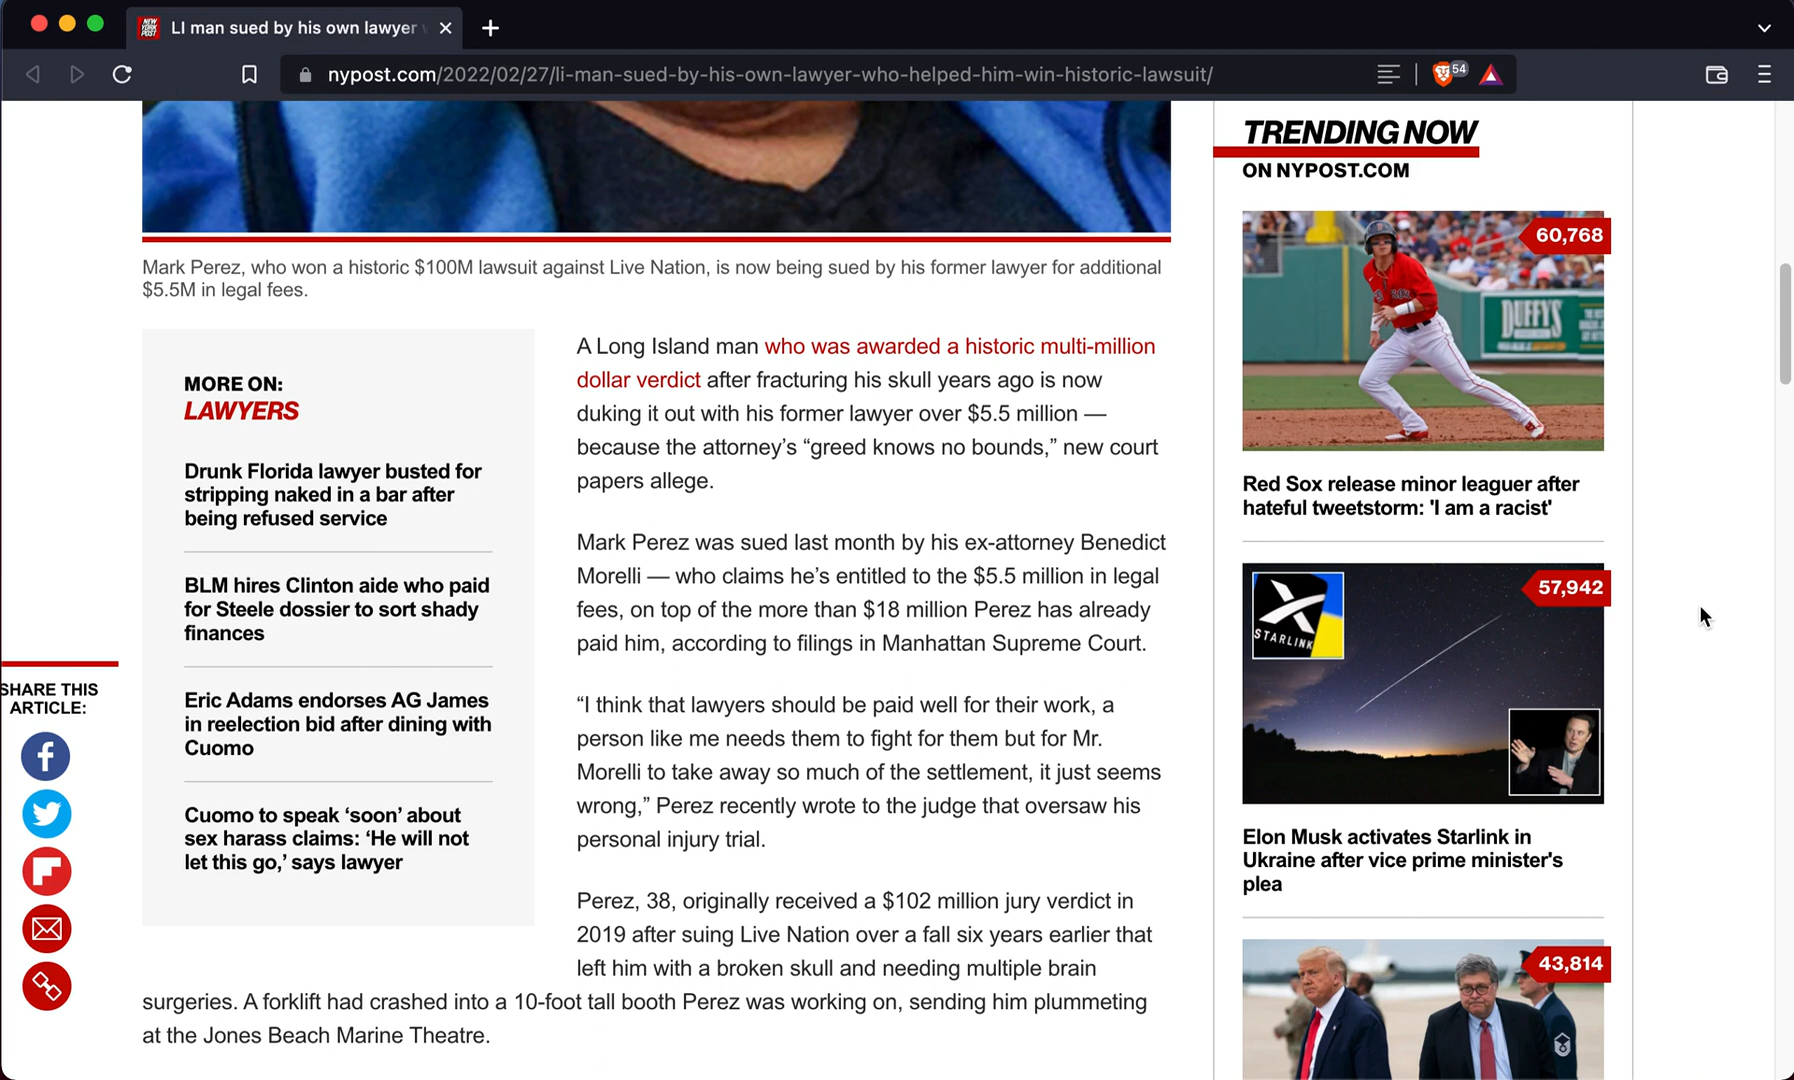 NEW YORK POST
LI man sued by his own lawyer
nypost.com/2022/02/27/li-man-sued-by-his-own-lawyer-who-helped-him-win-historic-lawsuit/
54
Mark Perez, who won a historic $100M lawsuit against Live Nation, is now being sued by his former lawyer for additional
$5.5M in legal fees.
MORE ON:
LAWYERS
Drunk Florida lawyer busted for
stripping naked in a bar after
being refused service
BLM hires Clinton aide who paid
for Steele dossier to sort shady
finances
Eric Adams endorses AG James
in reelection bid after dining with
Cuomo
Cuomo to speak ‘soon’ about
sex harass claims: ‘He will not
let this go,’ says lawyer
SHARE THIS
ARTICLE:
A Long Island man who was awarded a historic multi-million
dollar verdict after fracturing his skull years ago is now
duking it out with his former lawyer over $5.5 million —
because the attorney’s “greed knows no bounds,” new court
papers allege.
Mark Perez was sued last month by his ex-attorney Benedict
Morelli — who claims he’s entitled to the $5.5 million in legal
fees, on top of the more than $18 million Perez has already
paid him, according to filings in Manhattan Supreme Court.
“I think that lawyers should be paid well for their work, a
person like me needs them to fight for them but for Mr.
Morelli to take away so much of the settlement, it just seems
wrong,” Perez recently wrote to the judge that oversaw his
personal injury trial.
Perez, 38, originally received a $102 million jury verdict in
2019 after suing Live Nation over a fall six years earlier that
left him with a broken skull and needing multiple brain
surgeries. A forklift had crashed into a 10-foot tall booth Perez was working on, sending him plummeting
at the Jones Beach Marine Theatre.
TRENDING NOW
ON NYPOST.COM
60,768
DUFFY'S
Red Sox release minor leaguer after
hateful tweetstorm: 'I am a racist'
57,942
STARLINK
Elon Musk activates Starlink in
Ukraine after vice prime minister's
plea
43,814